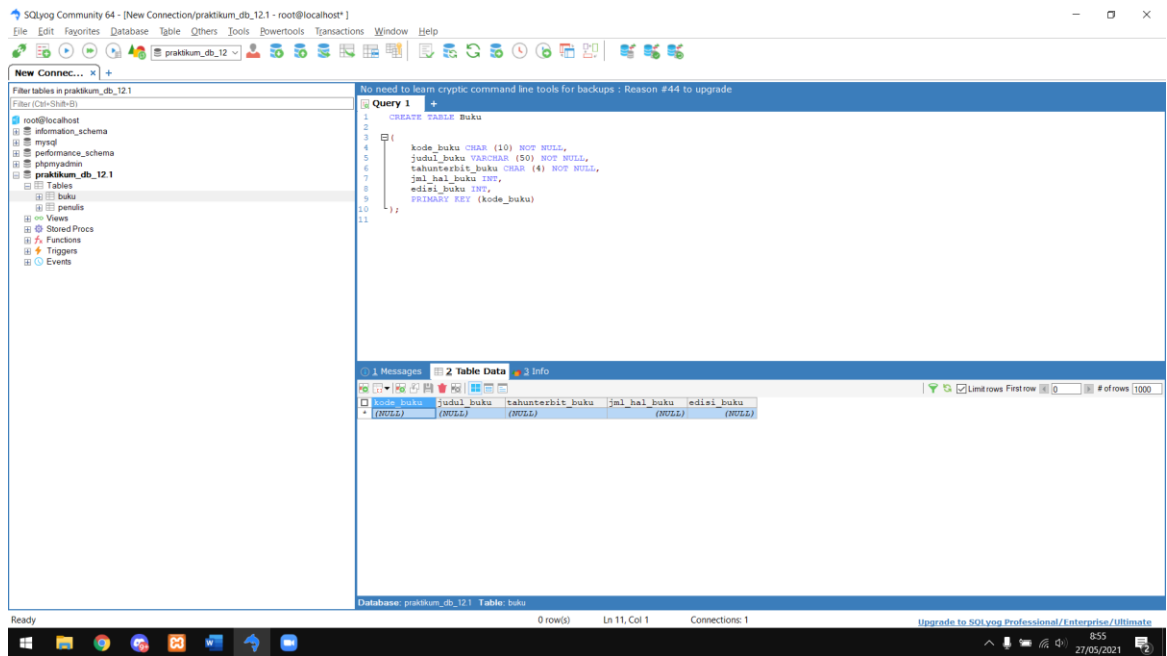 SQLyog Community 64 - [New Connection/praktikum_db_12.1 - root@localhost* ]
File Edit Favorites Database Table Others Tools Powertools Transactions Window Help
praktikum_db_12
New Connec... × +
Filter tables in praktikum_db_12.1
Filter (Ctrl+Shift+B)
root@localhost
information_schema
mysql
performance_schema
phpmyadmin
praktikum_db_12.1
Tables
buku
penulis
Views
Stored Procs
Functions
Triggers
Events
No need to learn cryptic command line tools for backups : Reason #44 to upgrade
Query 1 +
1 CREATE TABLE Buku
2
3 (
4 kode_buku CHAR (10) NOT NULL,
5 judul_buku VARCHAR (50) NOT NULL,
6 tahunterbit_buku CHAR (4) NOT NULL,
7 jml_hal_buku INT,
8 edisi_buku INT,
9 PRIMARY KEY (kode_buku)
10 );
11
1 Messages 2 Table Data 3 Info
Limit rows First row 0 # of rows 1000
kode_buku judul_buku tahunterbit_buku jml_hal_buku edisi_buku
* (NULL) (NULL) (NULL) (NULL) (NULL)
Database: praktikum_db_12.1 Table: buku
Ready 0 row(s) Ln 11, Col 1 Connections: 1 Upgrade to SQLyog Professional/Enterprise/Ultimate
8:55
27/05/2021
2